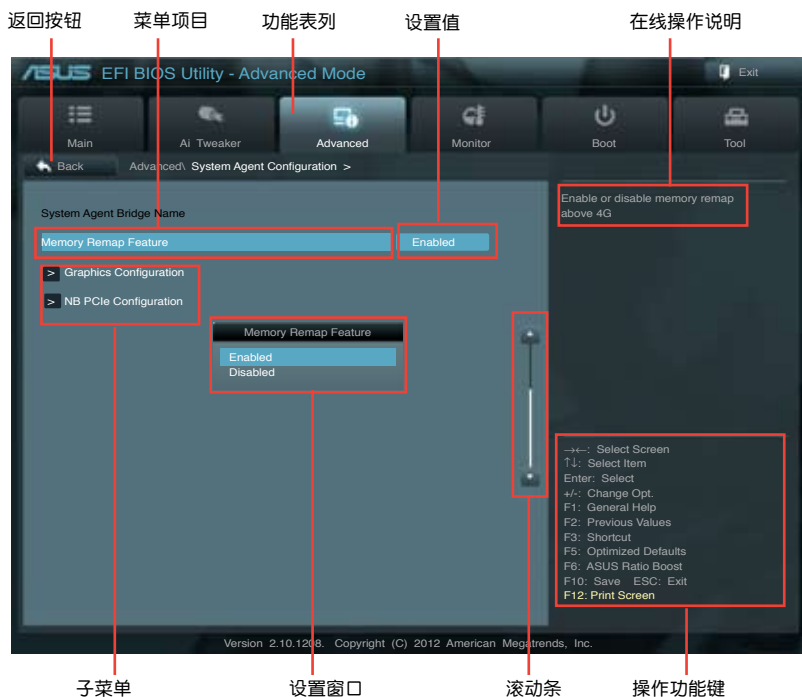 返回按钮 菜单项目 功能表列 设置值 在线操作说明
ASUS EFI BIOS Utility - Advanced Mode
Exit
Main Ai Tweaker Advanced Monitor Boot Tool
Back Advanced\ System Agent Configuration >
Enable or disable memory remap
above 4G
System Agent Bridge Name
Memory Remap Feature Enabled
> Graphics Configuration
> NB PCIe Configuration
Memory Remap Feature
Enabled
Disabled
→←: Select Screen
↑↓: Select Item
Enter: Select
+/-: Change Opt.
F1: General Help
F2: Previous Values
F3: Shortcut
F5: Optimized Defaults
F6: ASUS Ratio Boost
F10: Save ESC: Exit
F12: Print Screen
Version 2.10.1208. Copyright (C) 2012 American Megatrends, Inc.
子菜单 设置窗口 滚动条 操作功能键